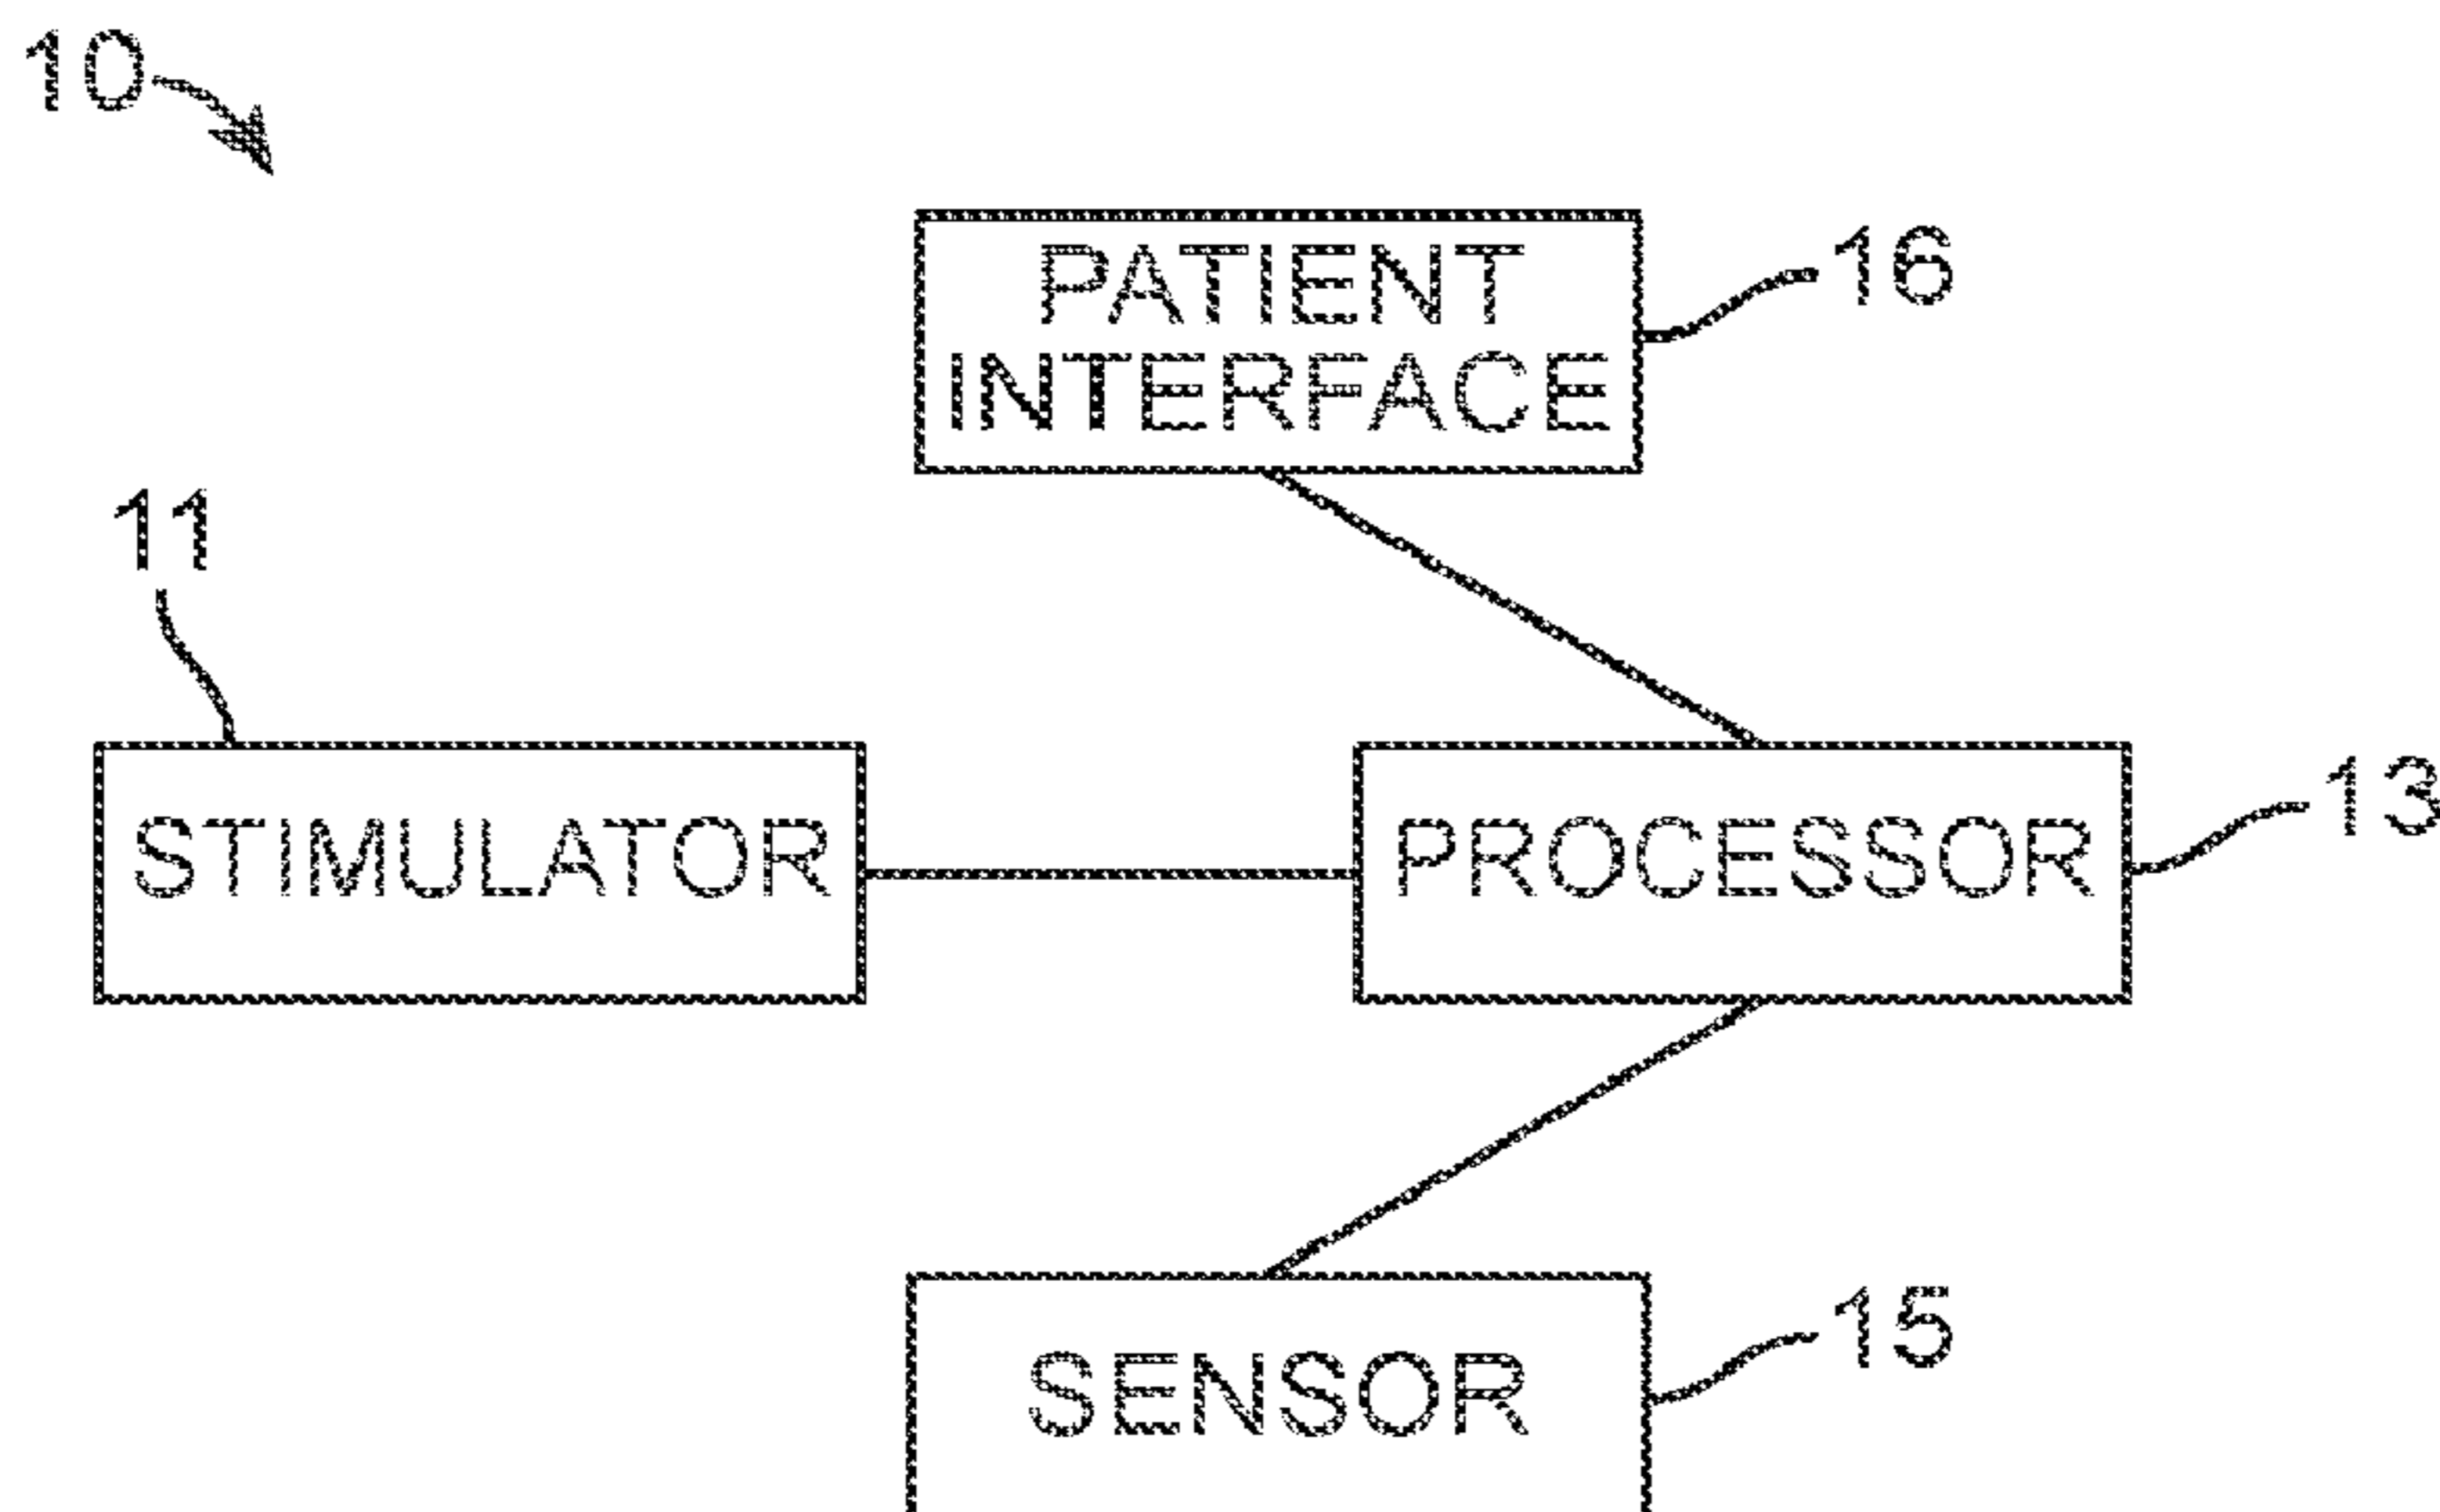 10
PATIENT
INTERFACE
16
11
STIMULATOR
PROCESSOR
13
SENSOR
15